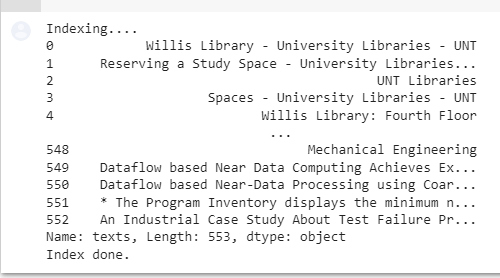 Indexing....
0 Willis Library - University Libraries - UNT
1 Reserving a Study Space - University Libraries...
2 UNT Libraries
3 Spaces - University Libraries - UNT
4 Willis Library: Fourth Floor
...
548 Mechanical Engineering
549 Dataflow based Near Data Computing Achieves Ex...
550 Dataflow based Near-Data Processing using Coar...
551 * The Program Inventory displays the minimum n...
552 An Industrial Case Study About Test Failure Pr...
Name: texts, Length: 553, dtype: object
Index done.